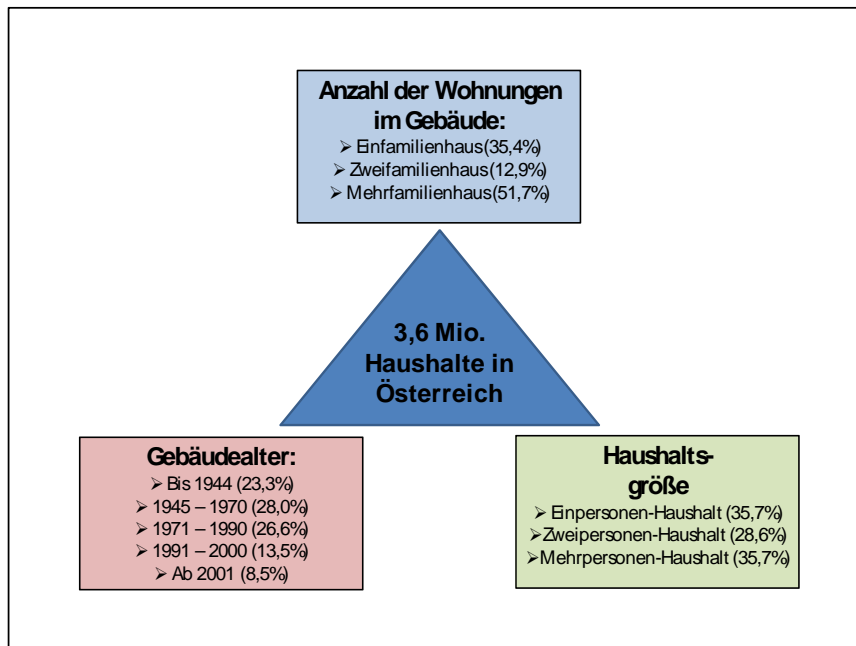 Anzahl der Wohnungen
im Gebäude:
➢ Einfamilienhaus(35,4%)
➢ Zweifamilienhaus(12,9%)
➢ Mehrfamilienhaus(51,7%)
3,6 Mio.
Haushalte in
Österreich
Gebäudealter:
➢ Bis 1944 (23,3%)
➢ 1945 – 1970 (28,0%)
➢ 1971 – 1990 (26,6%)
➢ 1991 – 2000 (13,5%)
➢ Ab 2001 (8,5%)
Haushalts-
größe
➢ Einpersonen-Haushalt (35,7%)
➢Zweipersonen-Haushalt (28,6%)
➢Mehrpersonen-Haushalt (35,7%)